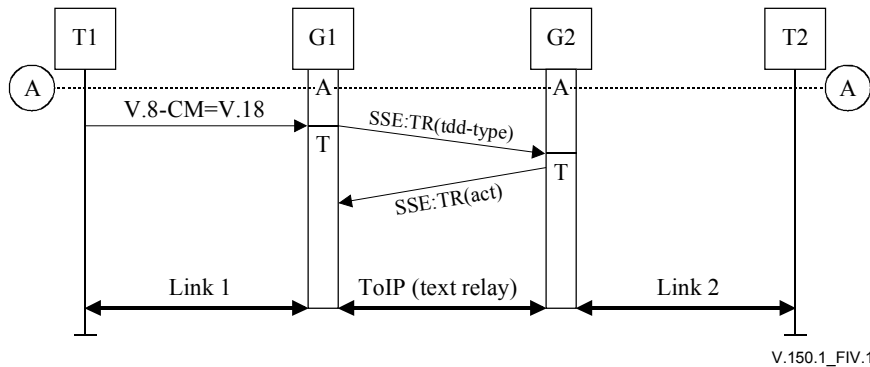 T1 G1 G2 T2
A A A A
V.8-CM=V.18
SSE:TR(tdd-type)
T
T
SSE:TR(act)
Link 1 ToIP (text relay) Link 2
V.150.1_FIV.1